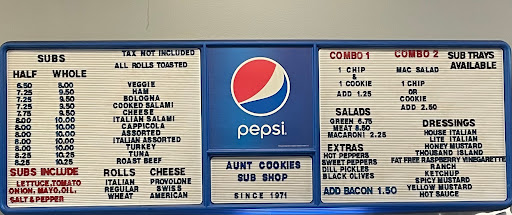 SUBS
TAX NOT INCLUDED
ALL ROLLS TOASTED
HALF WHOLE
6.50 8.00 VEGGIE
7.25 9.50 HAM
7.25 9.50 BOLOGNA
7.25 9.50 COOKED SALAMI
7.75 9.50 CHEESE
8.00 10.00 ITALIAN SALAMI
8.00 10.00 CAPPICOLA
8.00 10.00 ASSORTED
8.00 10.00 ITALIAN ASSORTED
8.00 10.00 TURKEY
8.25 10.25 TUNA
8.25 10.25 ROAST BEEF
SUBS INCLUDE
LETTUCE, TOMATO
ONION, MAYO, OIL
SALT & PEPPER
ROLLS CHEESE
ITALIAN PROVOLONE
REGULAR SWISS
WHEAT AMERICAN
pepsi
AUNT COOKIES
SUB SHOP
SINCE 1971
COMBO 1
1 CHIP
&
1 COOKIE
ADD 1.25
COMBO 2
MAC SALAD
1 CHIP
OR
COOKIE
ADD 2.50
SUB TRAYS
AVAILABLE
SALADS
GREEN 6.75
MEAT 8.50
MACARONI 2.25
EXTRAS
HOT PEPPERS
SWEET PEPPERS
DILL PICKLES
BLACK OLIVES
ADD BACON 1.50
DRESSINGS
HOUSE ITALIAN
LITE ITALIAN
HONEY MUSTARD
THOUSAND ISLAND
FAT FREE RASPBERRY VINEGARETTE
RANCH
KETCHUP
SPICY MUSTARD
YELLOW MUSTARD
HOT SAUCE